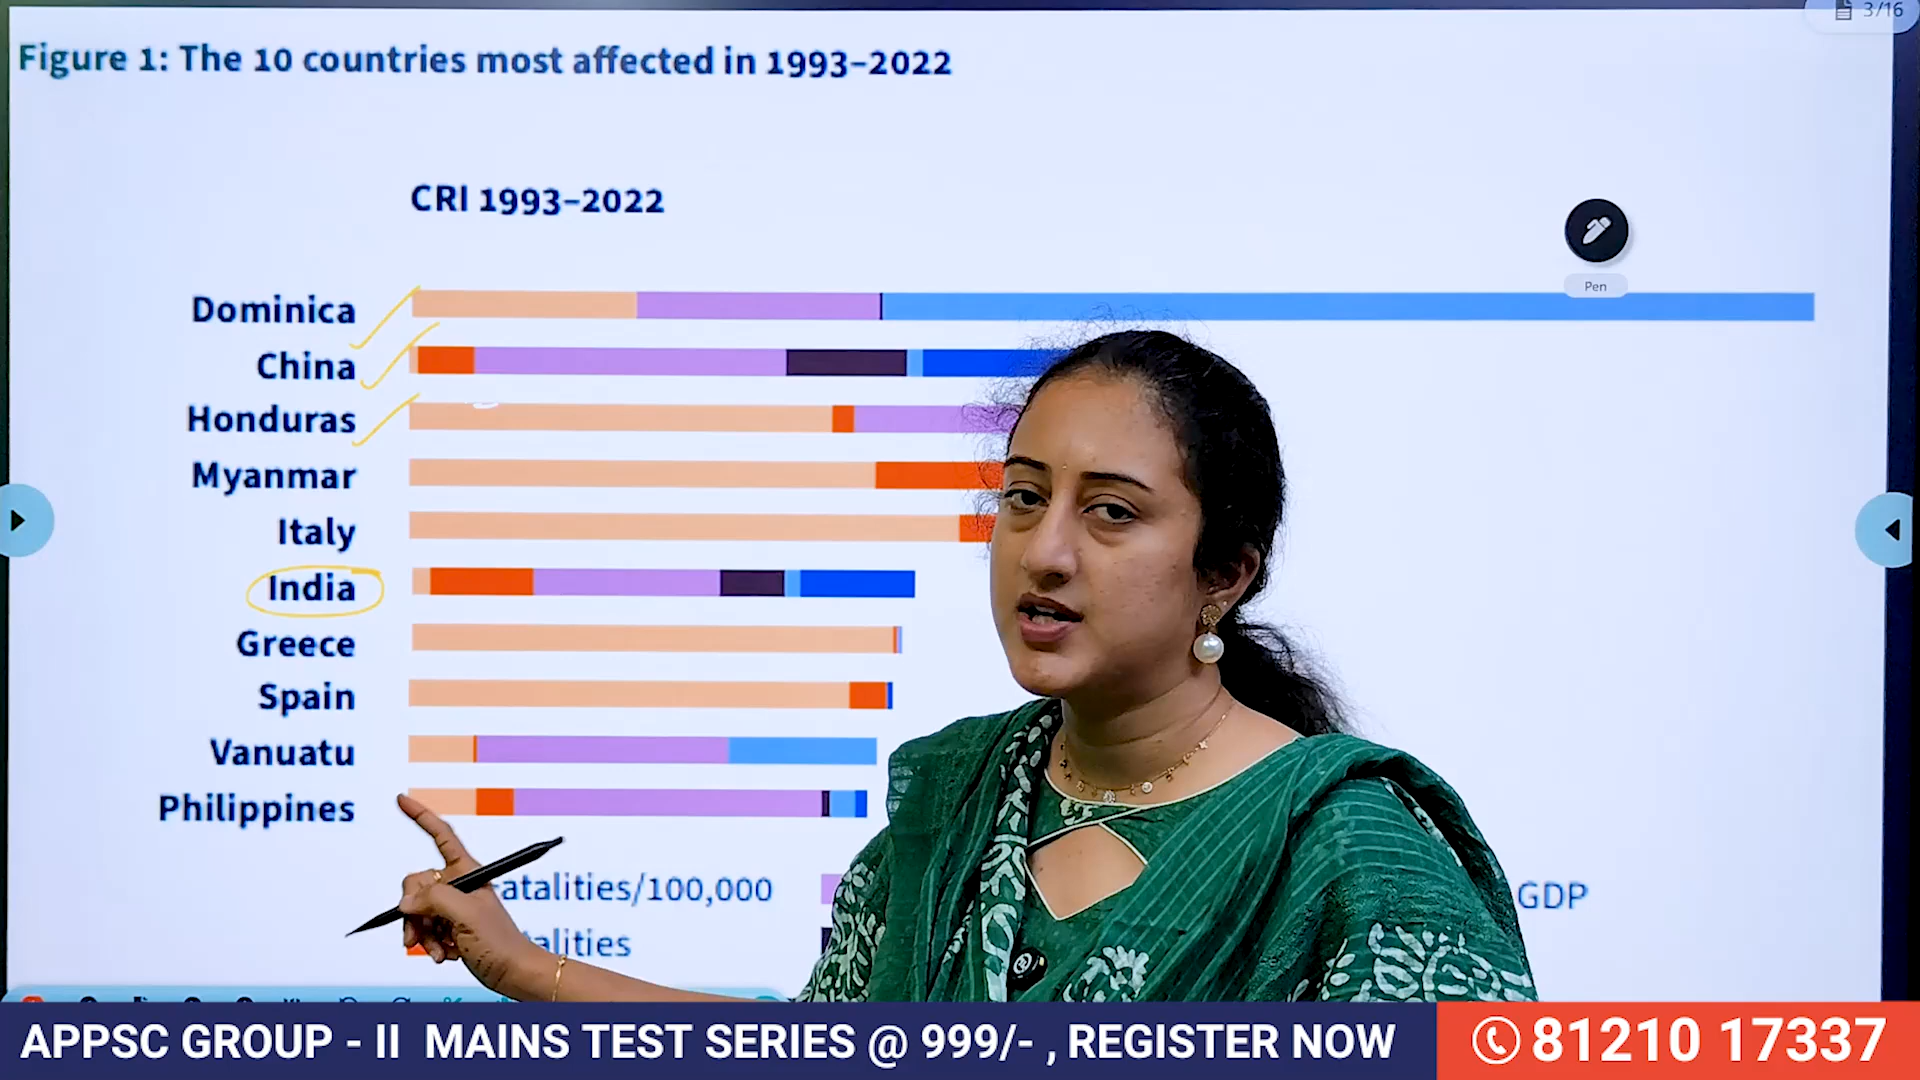 3/16
Figure 1: The 10 countries most affected in 1993–2022
CRI 1993–2022
Pen
Dominica
China
Honduras
Myanmar
Italy
India
Greece
Spain
Vanuatu
Philippines
atalities/100,000
GDP
alities
APPSC GROUP - II MAINS TEST SERIES @ 999/- , REGISTER NOW
81210 17337